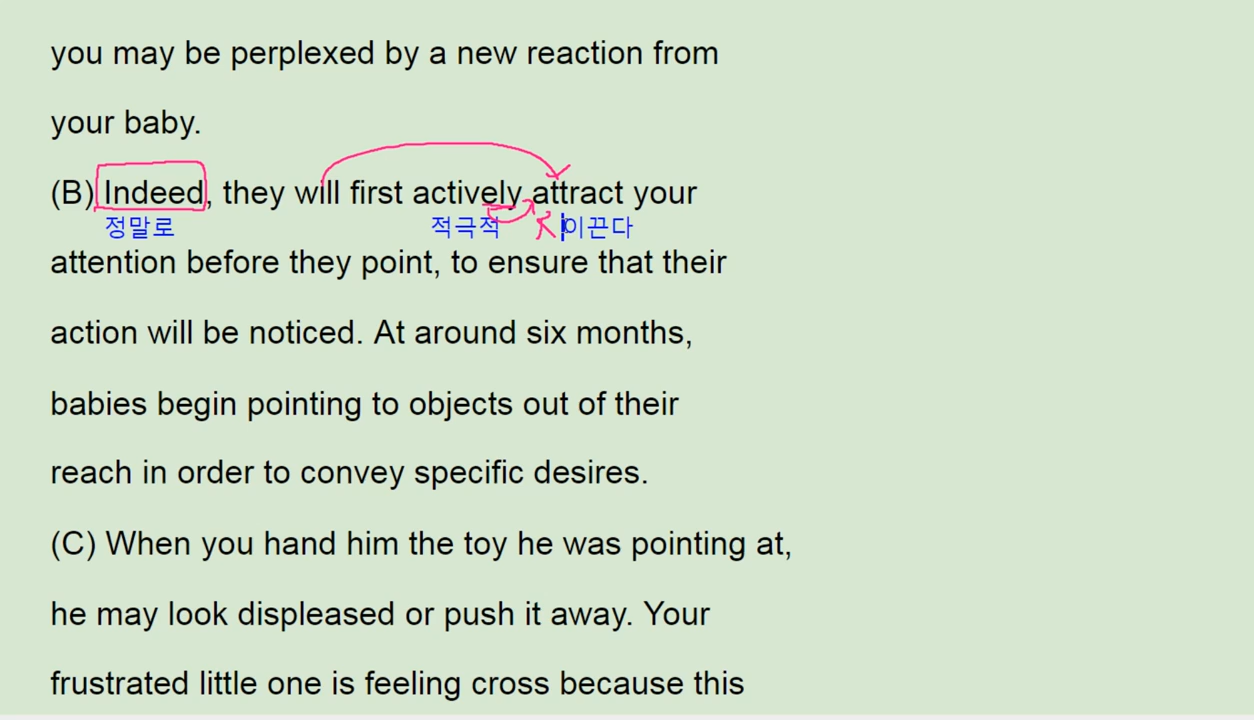 you may be perplexed by a new reaction from
your baby.
(B) Indeed, they will first actively attract your
정말로 적극적 이끈다
attention before they point, to ensure that their
action will be noticed. At around six months,
babies begin pointing to objects out of their
reach in order to convey specific desires.
(C) When you hand him the toy he was pointing at,
he may look displeased or push it away. Your
frustrated little one is feeling cross because this